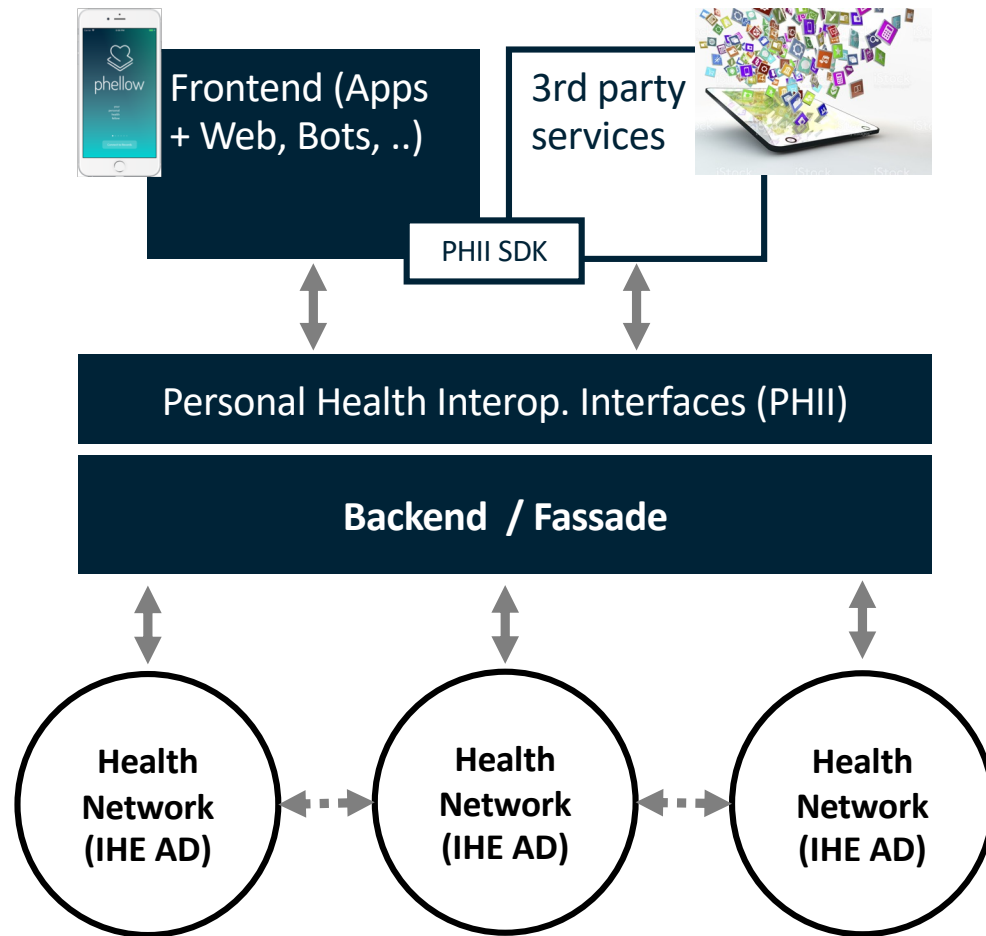 phellow
Frontend (Apps
+ Web, Bots, ..)
3rd party
services
PHII SDK
Personal Health Interop. Interfaces (PHII)
Backend / Fassade
Health
Network
(IHE AD)
Health
Network
(IHE AD)
Health
Network
(IHE AD)